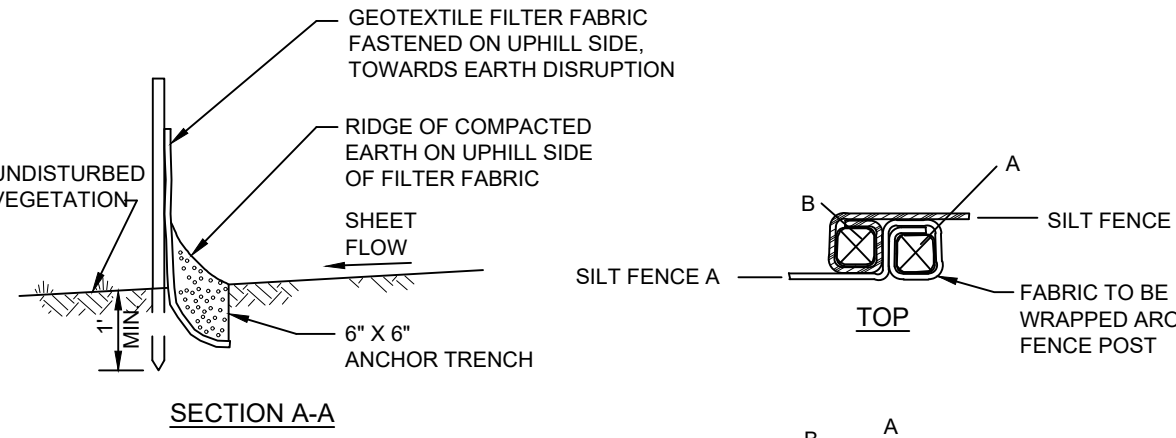 GEOTEXTILE FILTER FABRIC
FASTENED ON UPHILL SIDE,
TOWARDS EARTH DISRUPTION
RIDGE OF COMPACTED
EARTH ON UPHILL SIDE
OF FILTER FABRIC
UNDISTURBED
VEGETATION
SHEET
FLOW
1'
MIN.
6" X 6"
ANCHOR TRENCH
SECTION A-A
A
B
SILT FENCE
SILT FENCE A
FABRIC TO BE
WRAPPED
FENCE POST
TOP
A
B